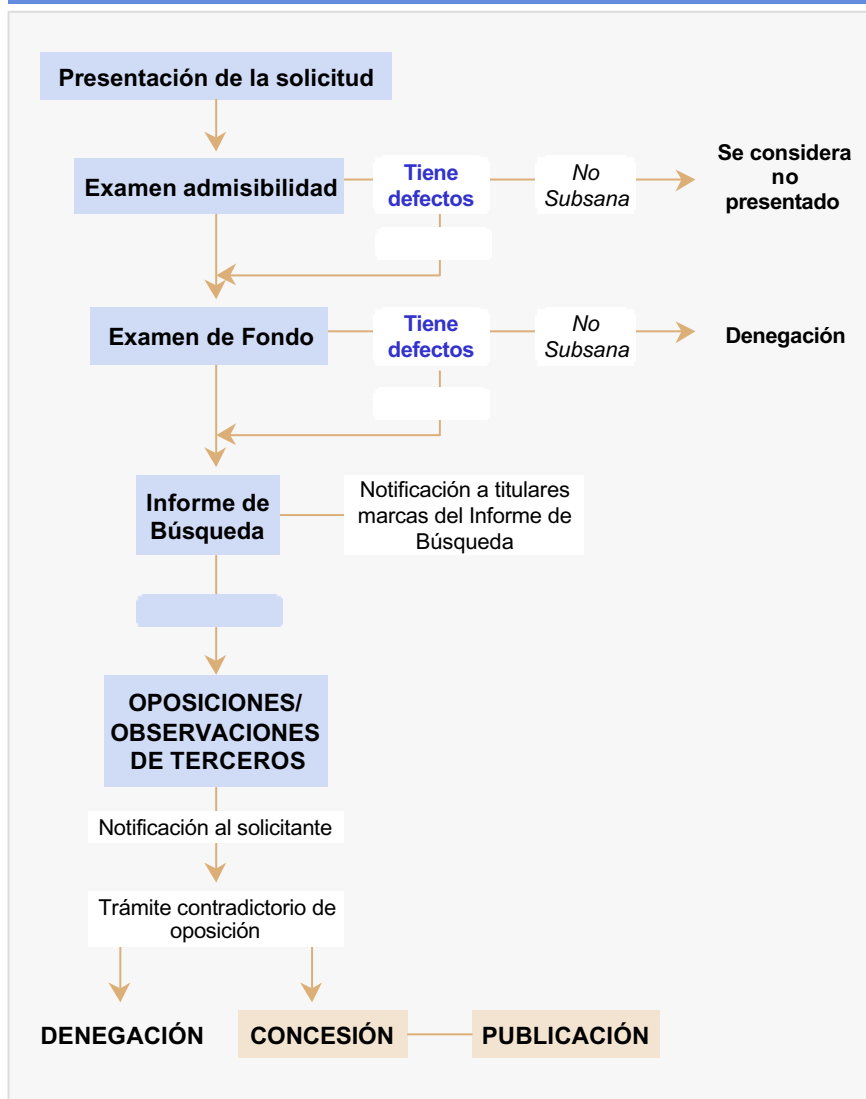 Presentación de la solicitud
Examen admisibilidad
Tiene
defectos
No
Subsana
Se considera
no
presentado
Examen de Fondo
Tiene
defectos
No
Subsana
Denegación
Informe de
Búsqueda
Notificación a titulares
marcas del Informe de
Búsqueda
OPOSICIONES/
OBSERVACIONES
DE TERCEROS
Notificación al solicitante
Trámite contradictorio de
oposición
DENEGACIÓN
CONCESIÓN
PUBLICACIÓN